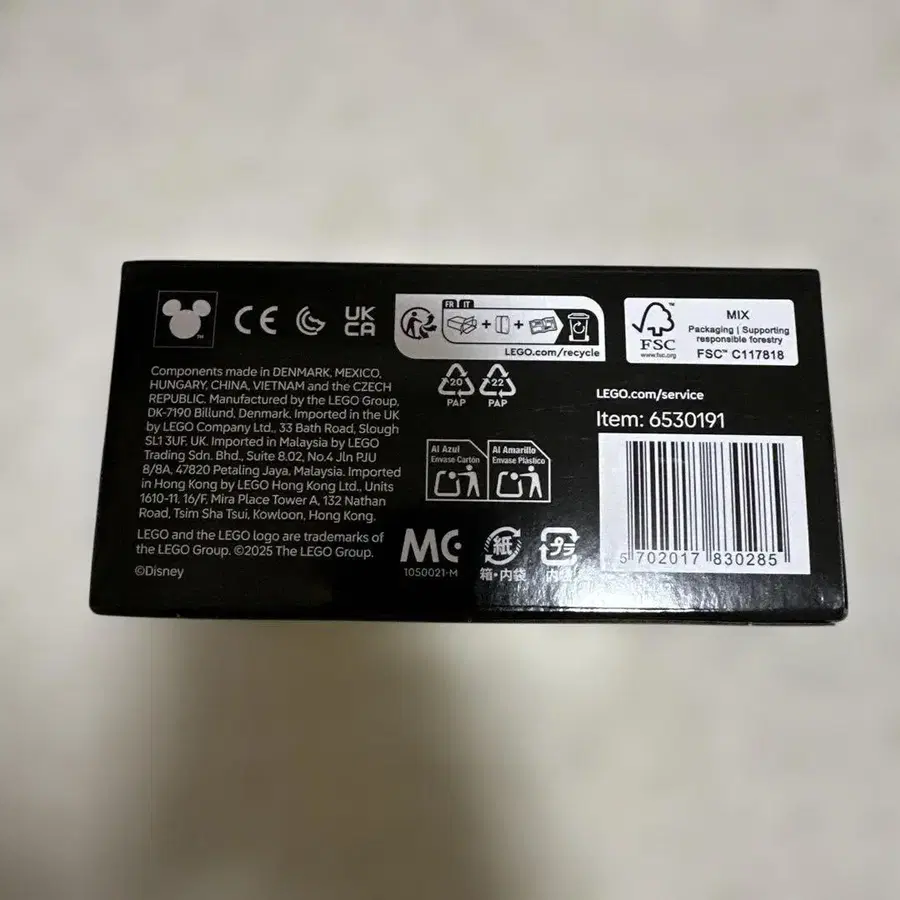 TM
CE
UK
CA
FR IT
LEGO.com/recycle
FSC
www.fsc.org
MIX
Packaging | Supporting
responsible forestry
FSC™ C117818
Components made in DENMARK, MEXICO,
HUNGARY, CHINA, VIETNAM and the CZECH
REPUBLIC. Manufactured by the LEGO Group,
DK-7190 Billund, Denmark. Imported in the UK
by LEGO Company Ltd., 33 Bath Road, Slough
SL1 3UF, UK. Imported in Malaysia by LEGO
Trading Sdn. Bhd., Suite 8.02, No.4 Jln PJU
8/8A, 47820 Petaling Jaya, Malaysia. Imported
in Hong Kong by LEGO Hong Kong Ltd., Units
1610-11, 16/F, Mira Place Tower A, 132 Nathan
Road, Tsim Sha Tsui, Kowloon, Hong Kong.
LEGO and the LEGO logo are trademarks of
the LEGO Group. ©2025 The LEGO Group.
©Disney
20
PAP
22
PAP
Al Azul
Envase Cartón
Al Amarillo
Envase Plástico
MC
1050021-M
紙
箱・内袋
プラ
LEGO.com/service
Item: 6530191
5 702017 830285